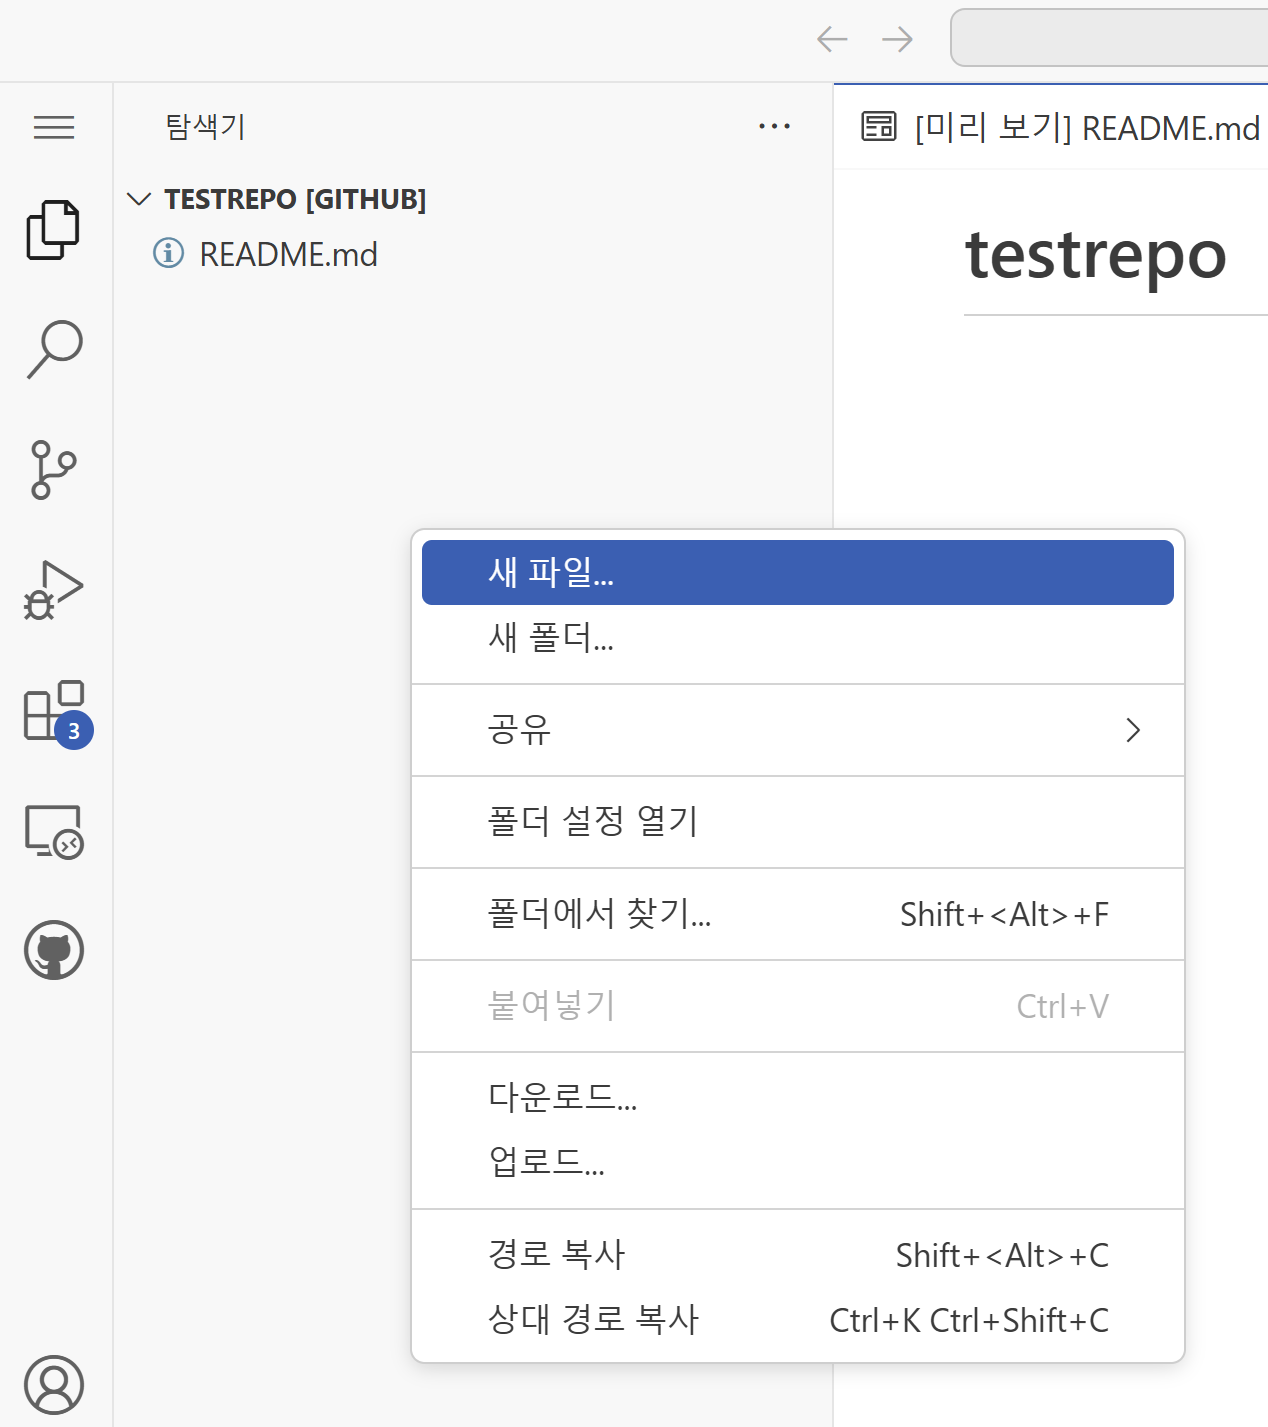 탐색기
TESTREPO [GITHUB]
README.md
[미리 보기] README.md
testrepo
새 파일...
새 폴더...
공유
폴더 설정 열기
폴더에서 찾기... Shift+<Alt>+F
붙여넣기 Ctrl+V
다운로드...
업로드...
경로 복사 Shift+<Alt>+C
상대 경로 복사 Ctrl+K Ctrl+Shift+C
3